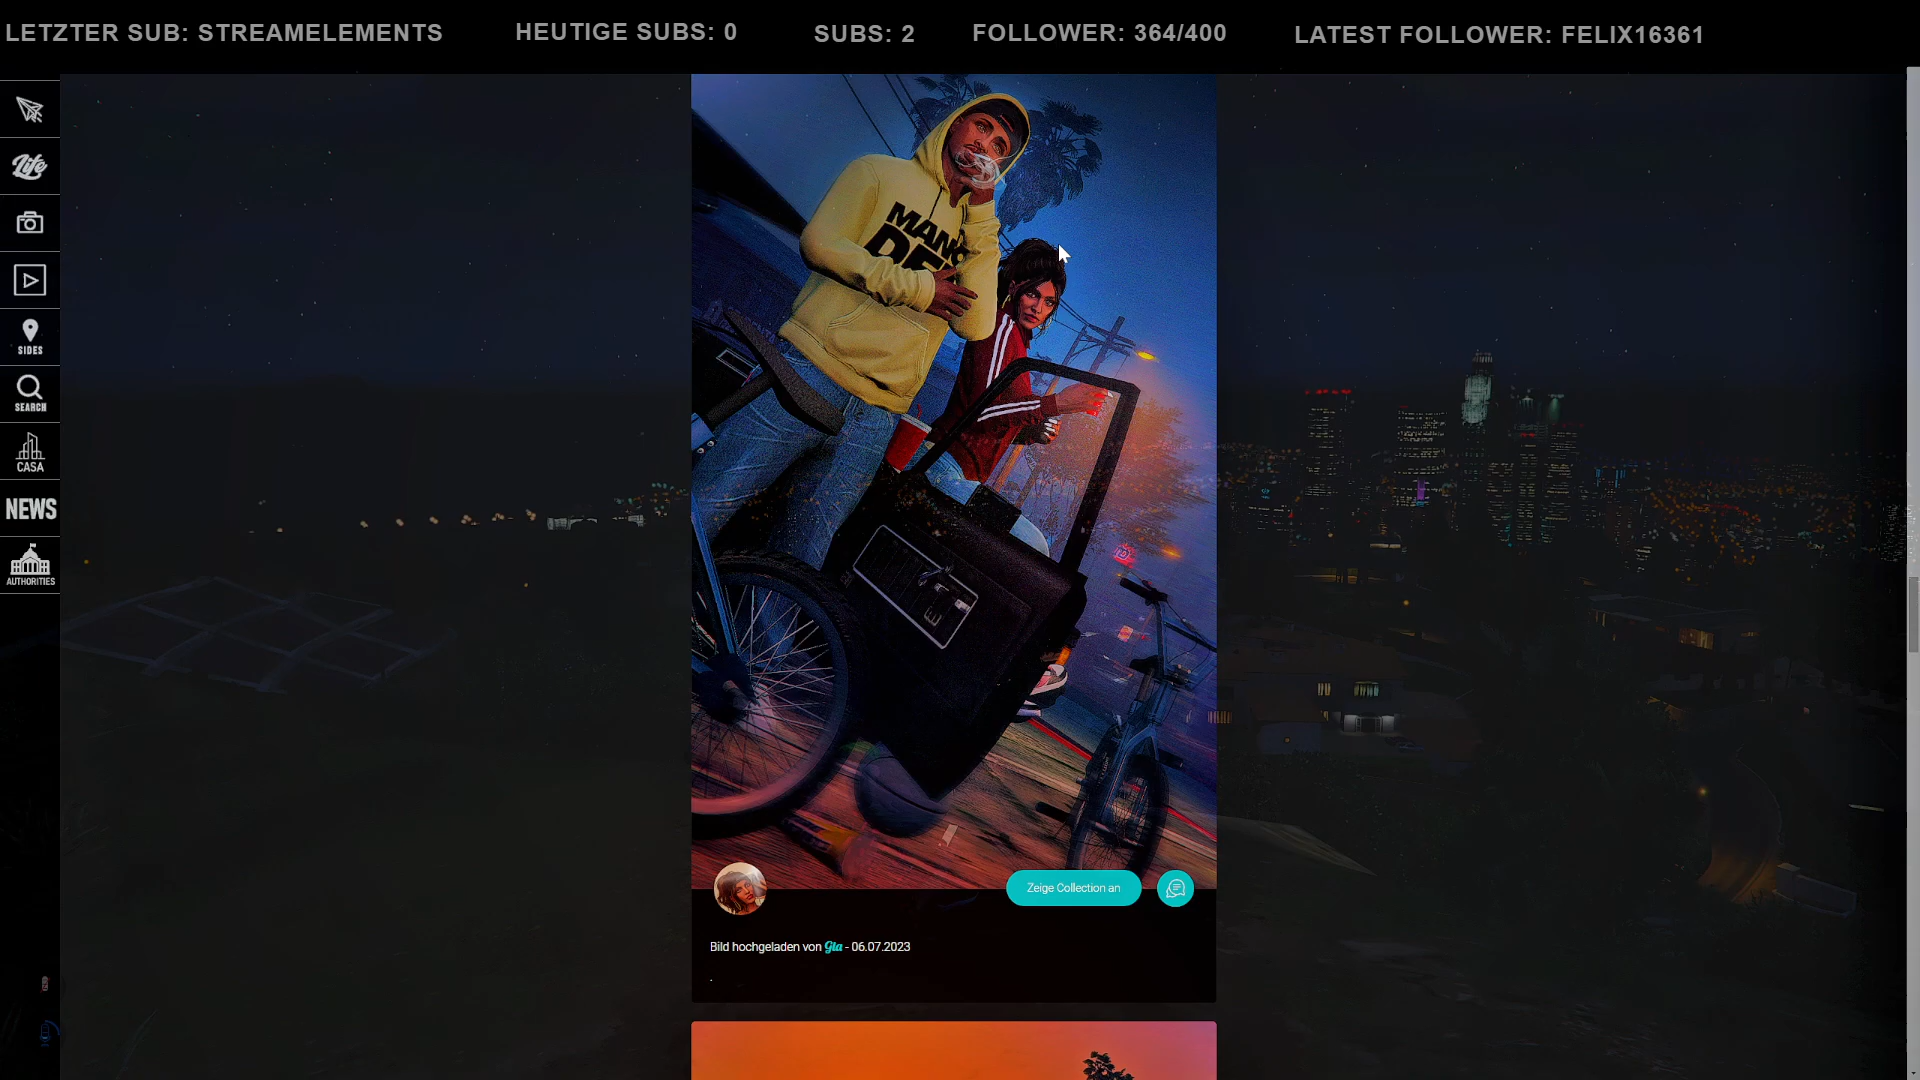 LETZTER SUB: STREAMELEMENTS
HEUTIGE SUBS: 0
SUBS: 2
FOLLOWER: 364/400
LATEST FOLLOWER: FELIX16361
Life
SIDES
SEARCH
CASA
NEWS
AUTHORITIES
Zeige Collection an
Bild hochgeladen von Gia - 06.07.2023
.